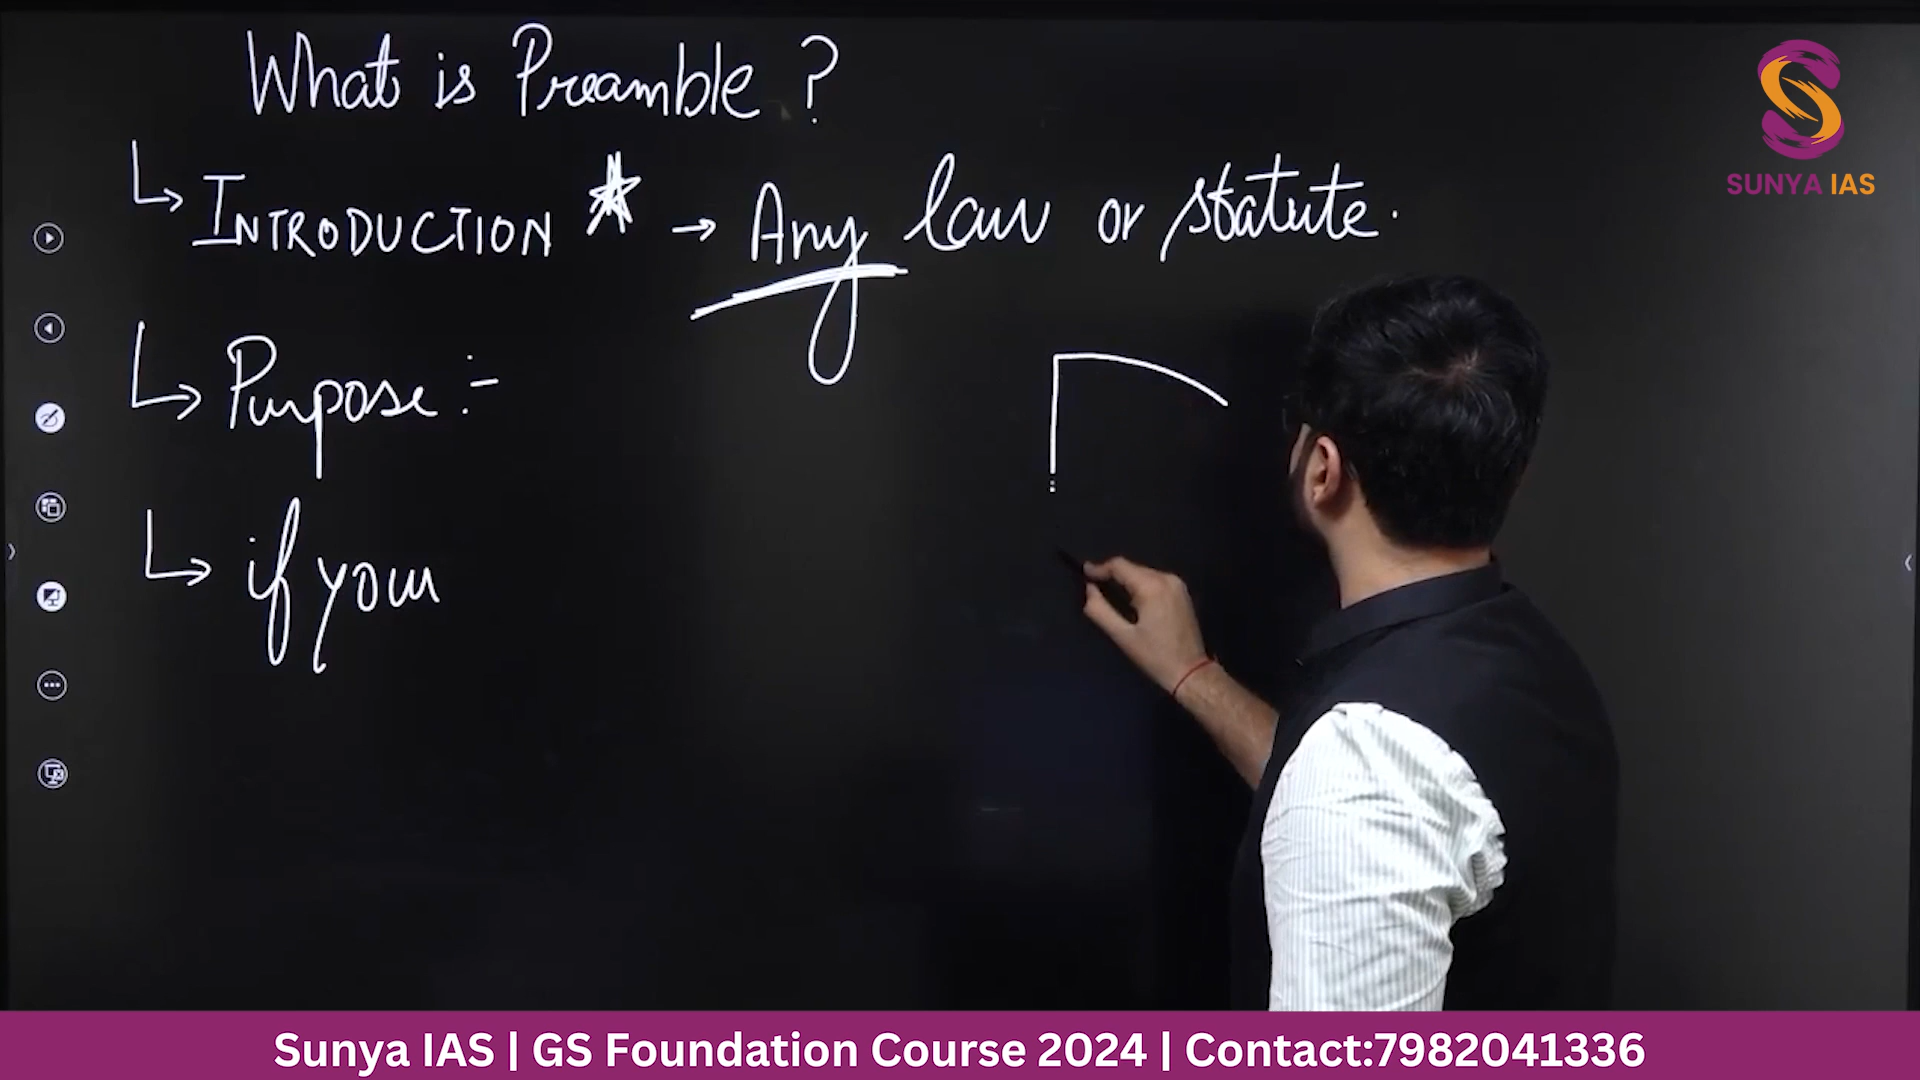 What is Preamble ?
↳ INTRODUCTION ★ → Any law or statute.
↳ Purpose :-
↳ if your
SUNYA IAS
Sunya IAS | GS Foundation Course 2024 | Contact:7982041336